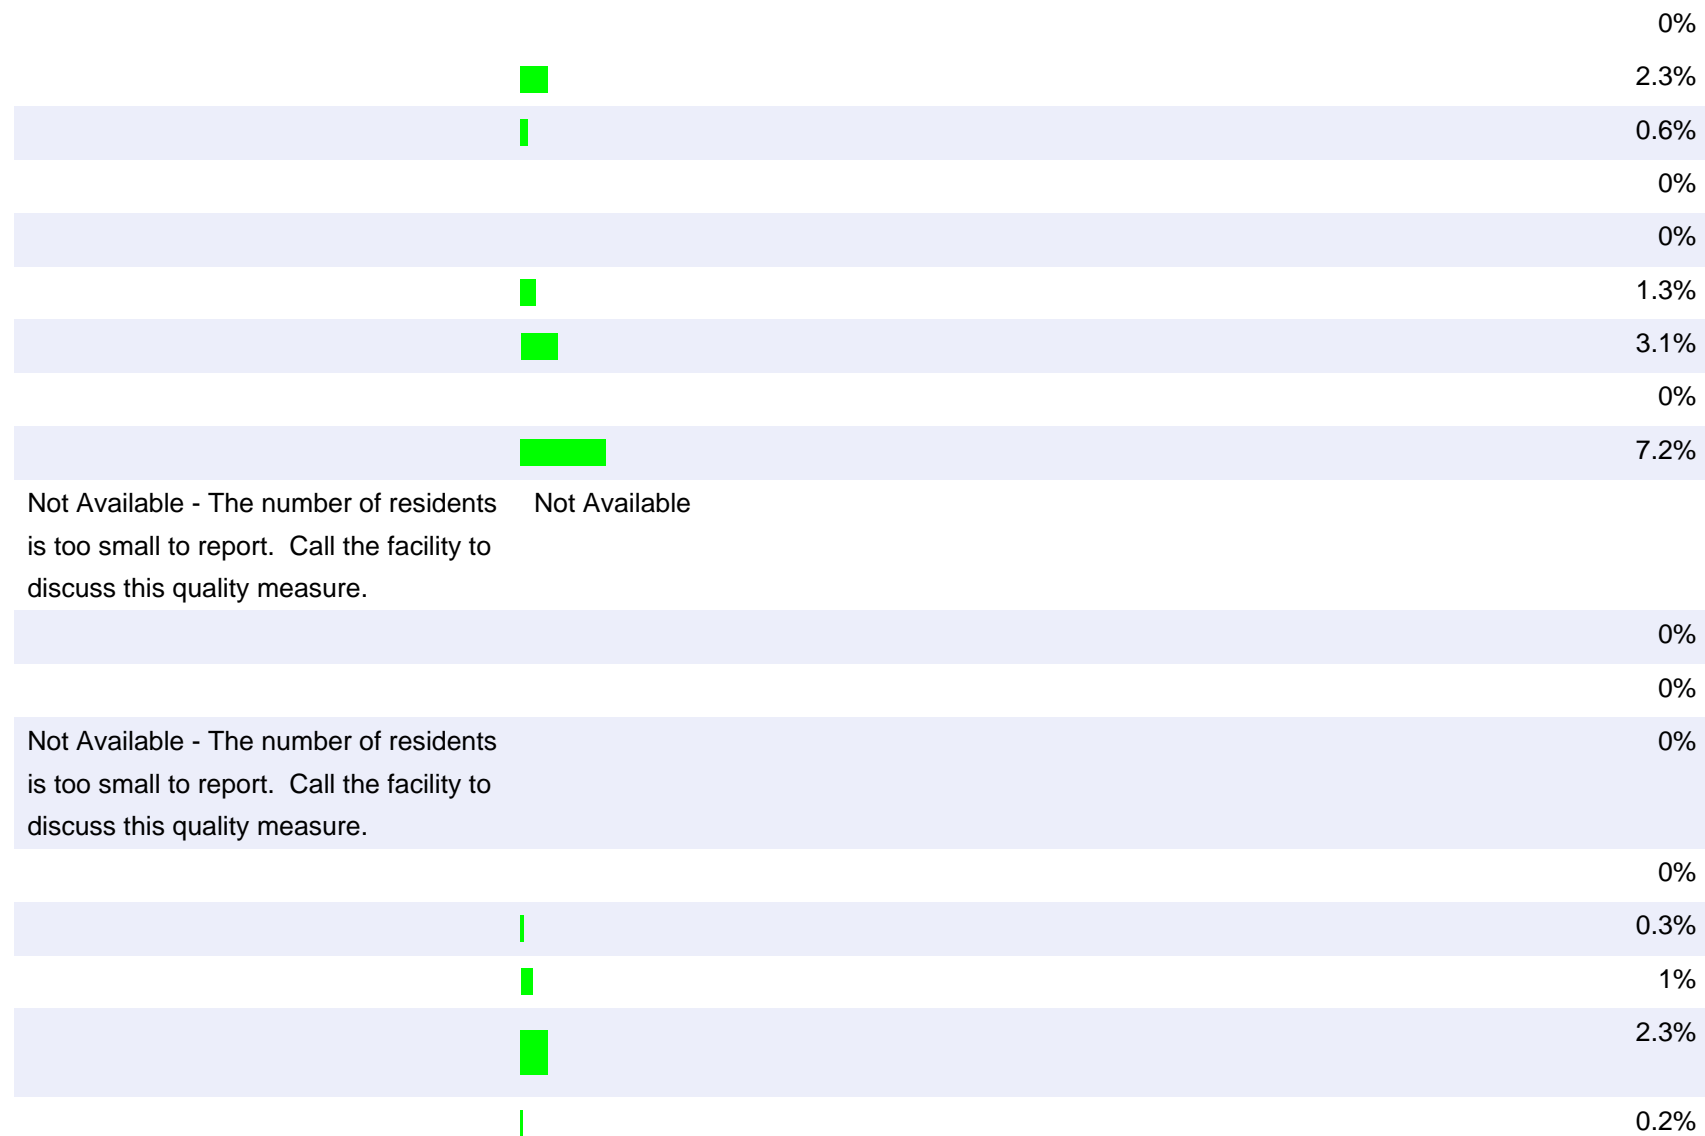 0%
2.3%
0.6%
0%
0%
1.3%
3.1%
0%
7.2%
Not Available - The number of residents Not Available
is too small to report.  Call the facility to
discuss this quality measure.
0%
0%
Not Available - The number of residents 0%
is too small to report.  Call the facility to
discuss this quality measure.
0%
0.3%
1%
2.3%
0.2%